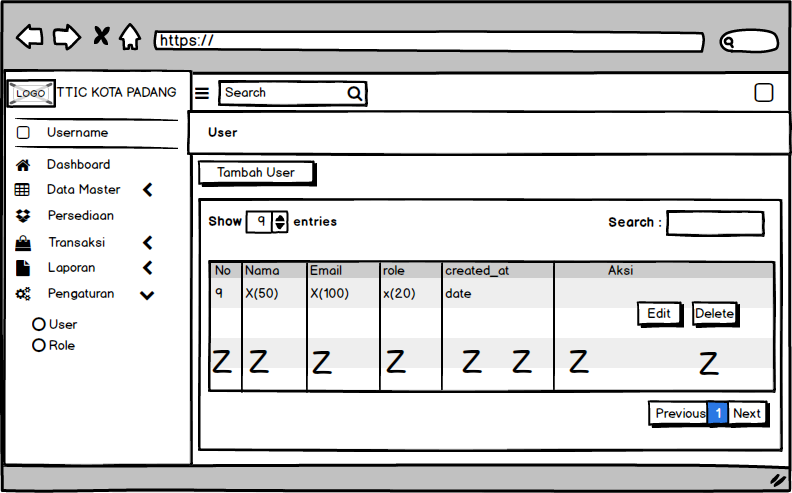 https://
LOGO TTIC KOTA PADANG
Search
Username
User
Dashboard
Data Master
Persediaan
Transaksi
Laporan
Pengaturan
User
Role
Tambah User
Show 9 entries
Search :
No Nama Email role created_at Aksi
9 X(50) X(100) x(20) date
Edit Delete
Z Z Z Z Z Z Z Z
Previous 1 Next